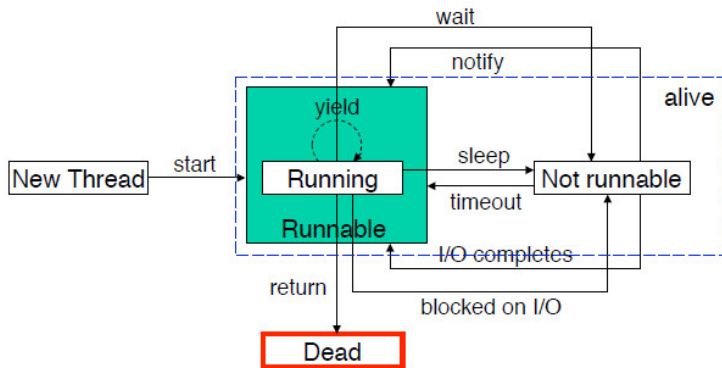 wait
notify
alive
yield
start
sleep
New Thread
Running
Not runnable
timeout
Runnable
I/O completes
return
blocked on I/O
Dead